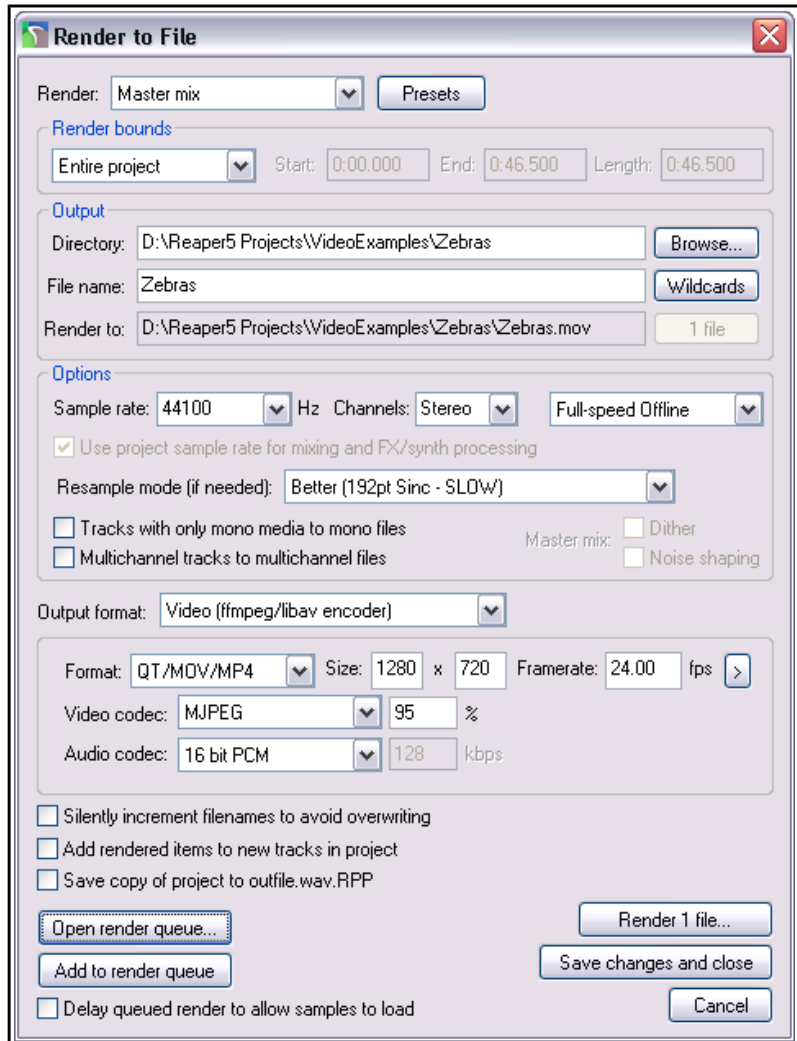 Render to File
Render: Master mix Presets
Render bounds
Entire project Start: 0:00.000 End: 0:46.500 Length: 0:46.500
Output
Directory: D:\Reaper5 Projects\VideoExamples\Zebras Browse...
File name: Zebras Wildcards
Render to: D:\Reaper5 Projects\VideoExamples\Zebras\Zebras.mov 1 file
Options
Sample rate: 44100 Hz Channels: Stereo Full-speed Offline
Use project sample rate for mixing and FX/synth processing
Resample mode (if needed): Better (192pt Sinc - SLOW)
Tracks with only mono media to mono files
Master mix: Dither
Multichannel tracks to multichannel files
Noise shaping
Output format: Video (ffmpeg/libav encoder)
Format: QT/MOV/MP4 Size: 1280 x 720 Framerate: 24.00 fps >
Video codec: MJPEG 95 %
Audio codec: 16 bit PCM 128 kbps
Silently increment filenames to avoid overwriting
Add rendered items to new tracks in project
Save copy of project to outfile.wav.RPP
Open render queue... Render 1 file...
Add to render queue Save changes and close
Delay queued render to allow samples to load Cancel